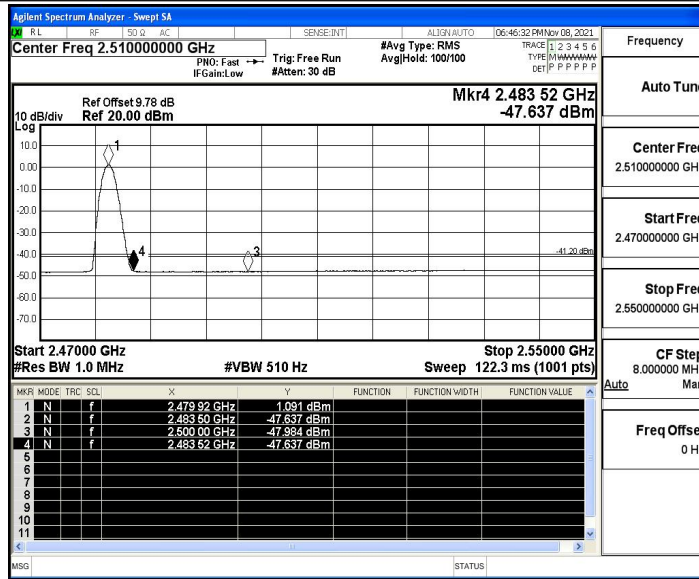 Agilent Spectrum Analyzer - Swept SA
LXI RL RF 50 Ω AC SENSE:INT ALIGN AUTO 06:46:32 PM Nov 08, 2021
Center Freq 2.510000000 GHz #Avg Type: RMS TRACE 1 2 3 4 5 6
PNO: Fast Trig: Free Run Avg|Hold: 100/100 TYPE M WWWWW
IFGain:Low #Atten: 30 dB DET P P P P P P
Frequency
Auto Tune
Mkr4 2.483 52 GHz
Ref Offset 9.78 dB
10 dB/div Ref 20.00 dBm -47.637 dBm
Log
10.0
0.00
-10.0
-20.0
-30.0
-40.0
-50.0
-60.0
-70.0
1
4
3
-41.20 dBm
Center Freq
2.510000000 GH
Start Freq
2.470000000 GH
Stop Freq
2.550000000 GH
Start 2.47000 GHz Stop 2.55000 GHz
#Res BW 1.0 MHz #VBW 510 Hz Sweep 122.3 ms (1001 pts)
CF Step
8.000000 MH
Auto Man
MKR MODE TRC SCL X Y FUNCTION FUNCTION WIDTH FUNCTION VALUE
1 N f 2.479 92 GHz 1.091 dBm
2 N f 2.483 50 GHz -47.637 dBm
3 N f 2.500 00 GHz -47.984 dBm
4 N f 2.483 52 GHz -47.637 dBm
5
6
7
8
9
10
11
Freq Offse
0 H
MSG STATUS